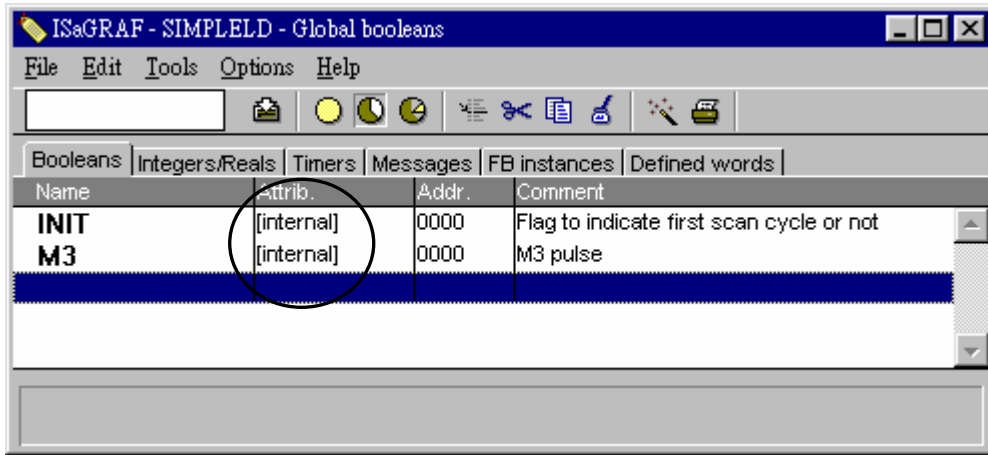 ISaGRAF - SIMPLELD - Global booleans
File Edit Tools Options Help
Booleans Integers/Reals Timers Messages FB instances Defined words
Name Attrib. Addr. Comment
INIT [internal] 0000 Flag to indicate first scan cycle or not
M3 [internal] 0000 M3 pulse